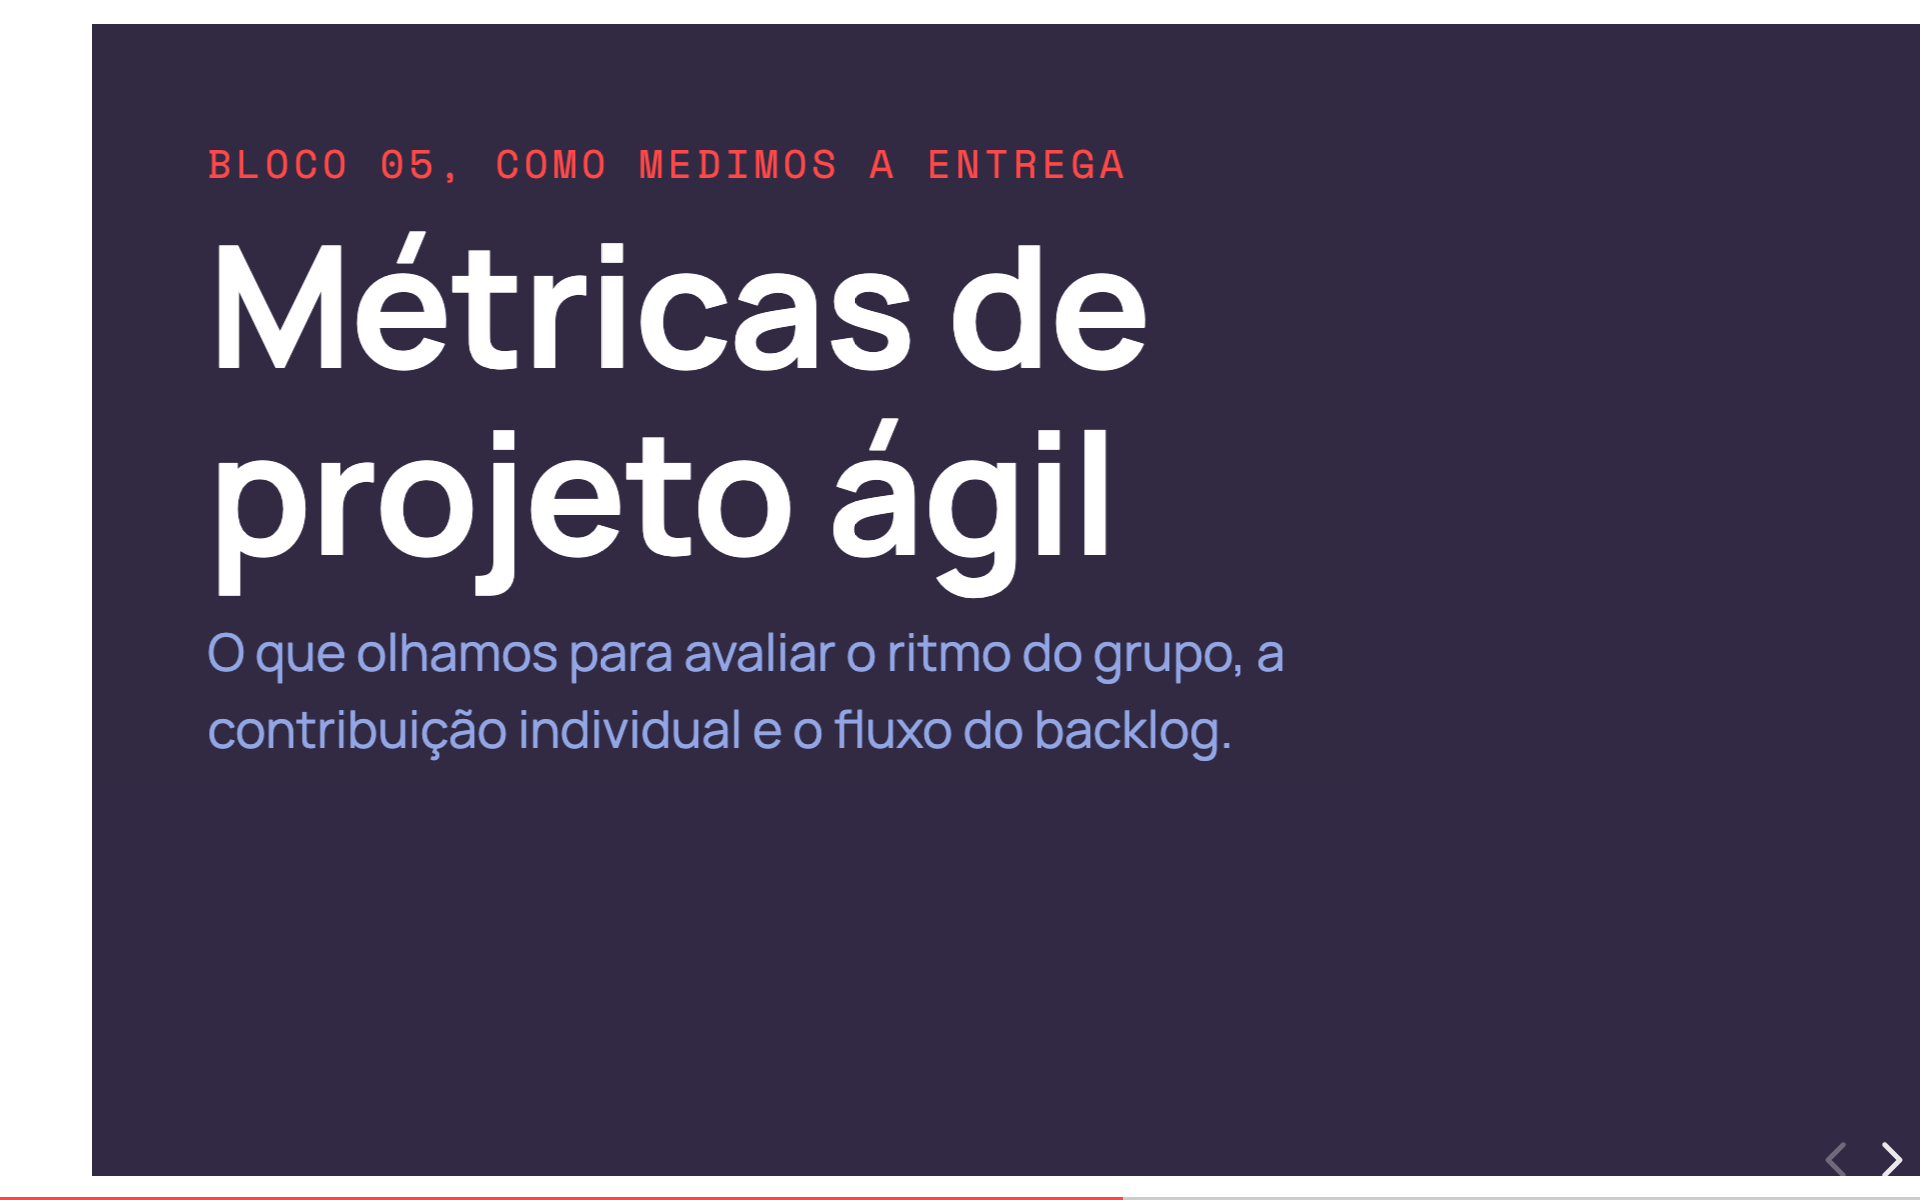 BLOCO 05, COMO MEDIMOS A ENTREGA
Métricas de
projeto ágil
O que olhamos para avaliar o ritmo do grupo, a
contribuição individual e o fluxo do backlog.